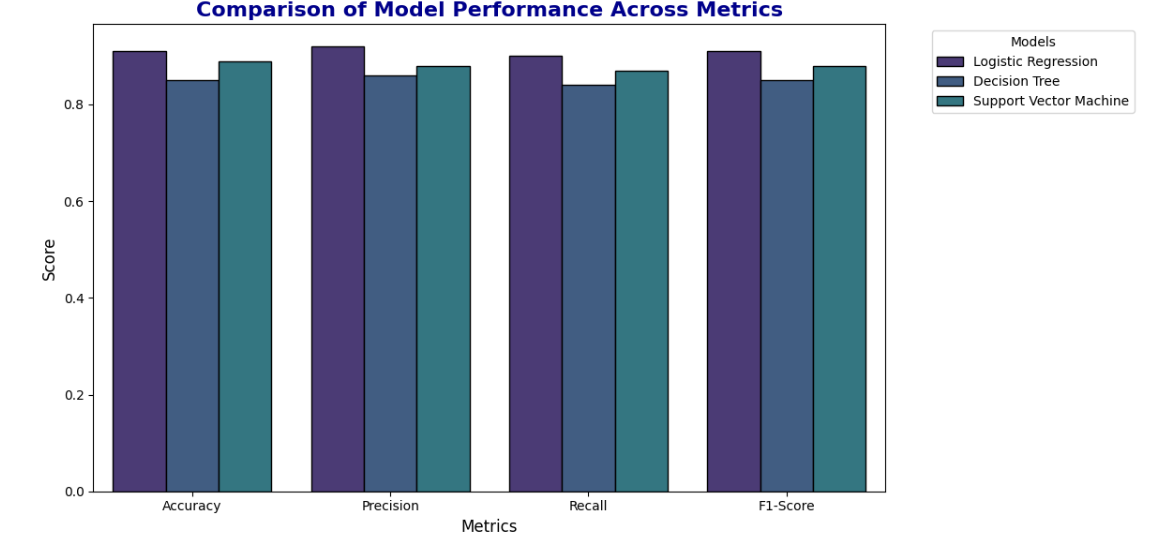 Comparison of Model Performance Across Metrics
Models
Logistic Regression
Decision Tree
Support Vector Machine
Score
0.8
0.6
0.4
0.2
0.0
Accuracy
Precision
Recall
F1-Score
Metrics